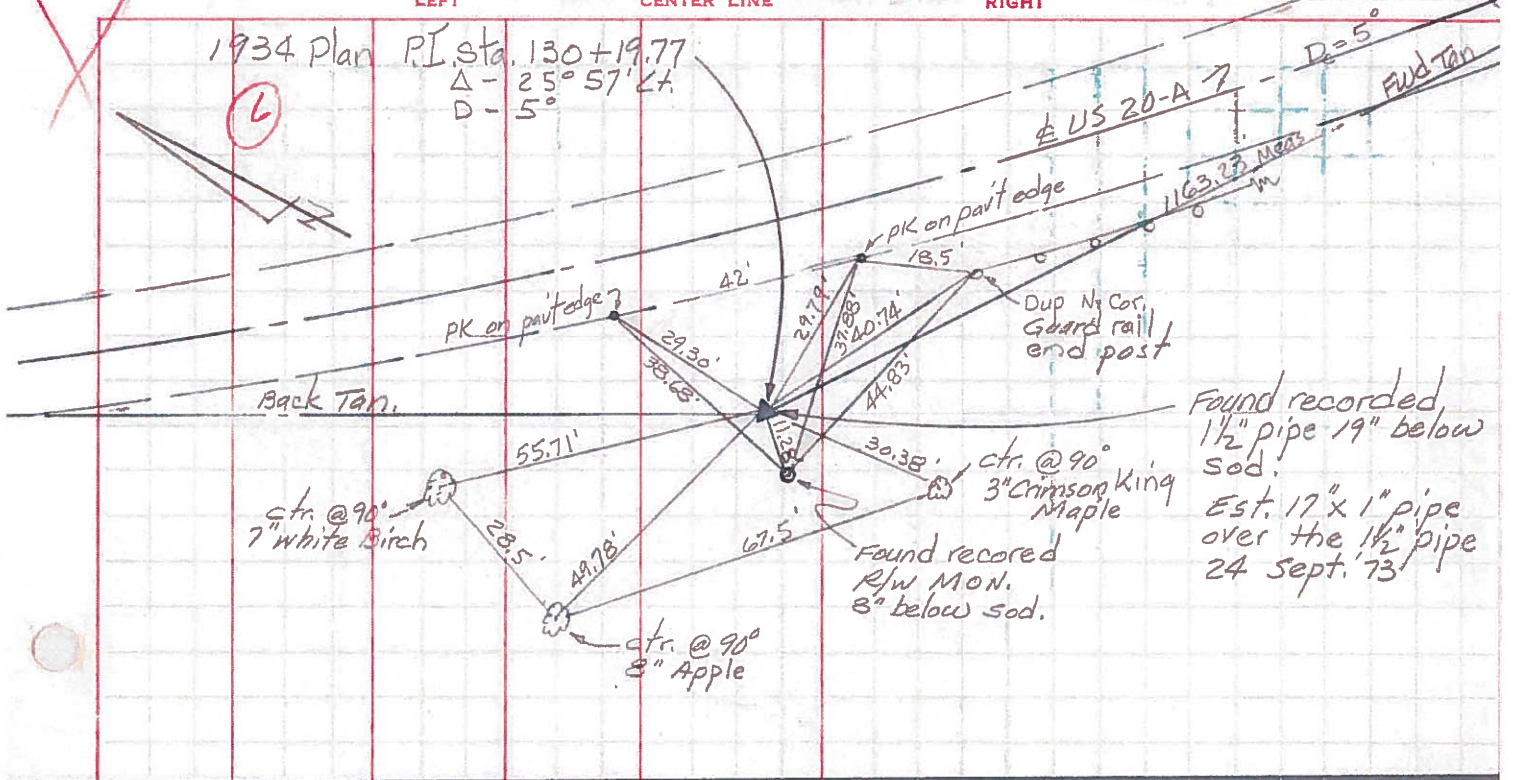 LEFT
CENTER LINE
RIGHT
1934 Plan P.I. Sta. 130+19.77
Δ - 25° 57' Lt.
D - 5°
L
N
℄ US 20-A
Dc = 5°
Fwd Tan
1163.23' Meas
PK on pav't edge
18.5'
42'
PK on pav't edge
29.79'
37.88'
40.74'
Dup Ny Cor.
Guard rail
end post
29.30'
38.68'
44.83'
Back Tan.
11.28'
Found recorded
1½" pipe 19" below
sod.
55.71'
30.38'
ctr. @ 90°
3" Crimson King
Maple
Est. 17" x 1" pipe
over the 1½" pipe
24 Sept. '73
ctr. @ 90°
7" White Birch
28.5'
49.78'
67.5'
Found recored
R/W MON.
8" below sod.
ctr. @ 90°
8" Apple